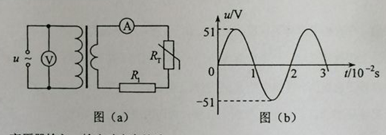 u
V
A
R_T
R_1
图（a）
u/V
51
0
1
2
3
t/10⁻²s
-51
图（b）